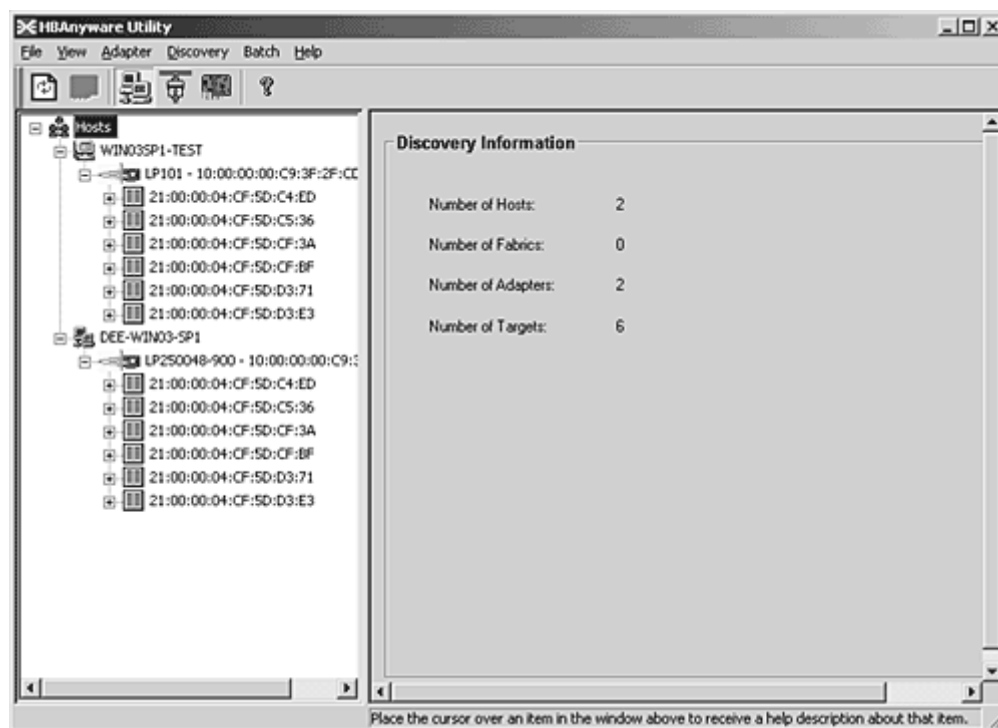 HBAnyware Utility
File View Adapter Discovery Batch Help
Hosts
WIN03SP1-TEST
LP101 - 10:00:00:00:C9:3F:2F:CD
21:00:00:04:CF:5D:C4:ED
21:00:00:04:CF:5D:C5:36
21:00:00:04:CF:5D:CF:3A
21:00:00:04:CF:5D:CF:BF
21:00:00:04:CF:5D:D3:71
21:00:00:04:CF:5D:D3:E3
DEE-WIN03-SP1
LP250048-900 - 10:00:00:00:C9:3
21:00:00:04:CF:5D:C4:ED
21:00:00:04:CF:5D:C5:36
21:00:00:04:CF:5D:CF:3A
21:00:00:04:CF:5D:CF:BF
21:00:00:04:CF:5D:D3:71
21:00:00:04:CF:5D:D3:E3
Discovery Information
Number of Hosts: 2
Number of Fabrics: 0
Number of Adapters: 2
Number of Targets: 6
Place the cursor over an item in the window above to receive a help description about that item.